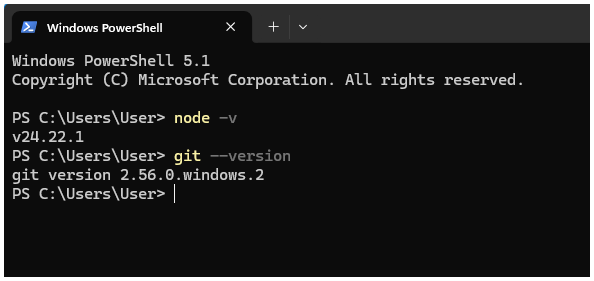 Windows PowerShell
Windows PowerShell 5.1
Copyright (C) Microsoft Corporation. All rights reserved.
PS C:\Users\User> node -v
v24.22.1
PS C:\Users\User> git --version
git version 2.56.0.windows.2
PS C:\Users\User>